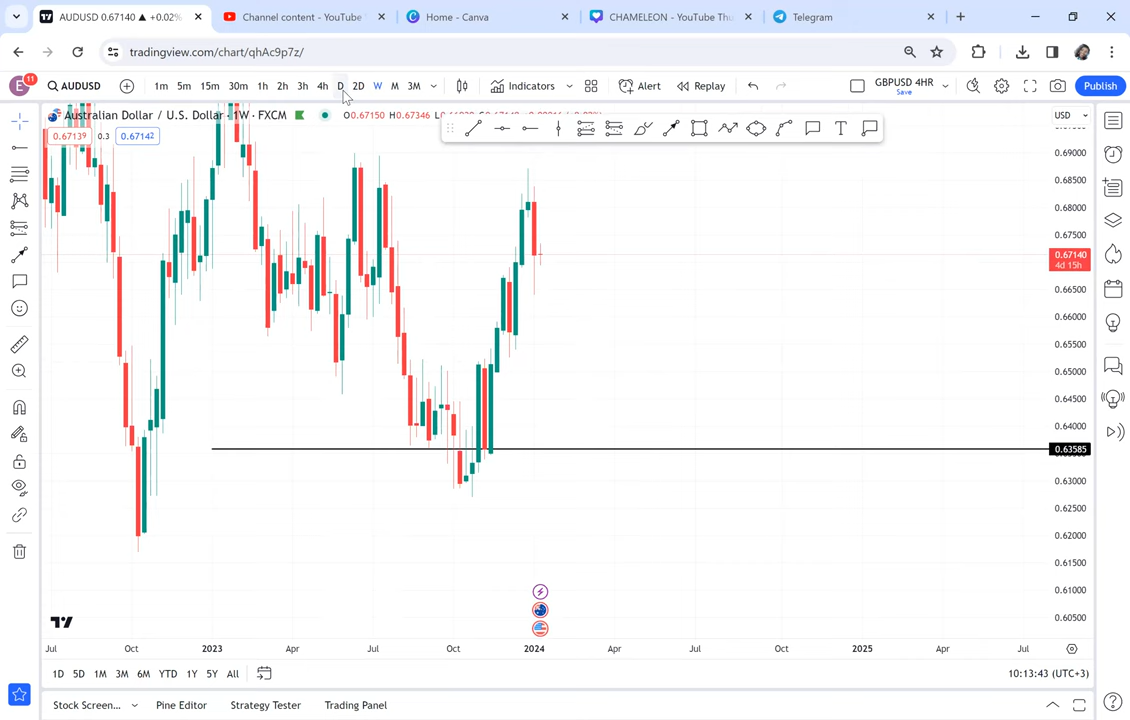 AUDUSD 0.67140 ▲ +0.02%
Channel content - YouTube
Home - Canva
CHAMELEON - YouTube Thu
Telegram
tradingview.com/chart/qhAc9p7z/
E 11 AUDUSD 1m 5m 15m 30m 1h 2h 3h 4h D 2D W M 3M Indicators Alert Replay GBPUSD 4HR Save Publish
Australian Dollar / U.S. Dollar · 1W · FXCM O0.67150 H0.67346
USD
0.67139 0.3 0.67142
0.69000
0.68500
0.68000
0.67500
0.67140
4d 15h
0.66500
0.66000
0.65500
0.65000
0.64500
0.64000
0.63585
0.63000
0.62500
0.62000
0.61500
0.61000
0.60500
Jul Oct 2023 Apr Jul Oct 2024 Apr Jul Oct 2025 Apr Jul
1D 5D 1M 3M 6M YTD 1Y 5Y All 10:13:43 (UTC+3)
Stock Screen... Pine Editor Strategy Tester Trading Panel